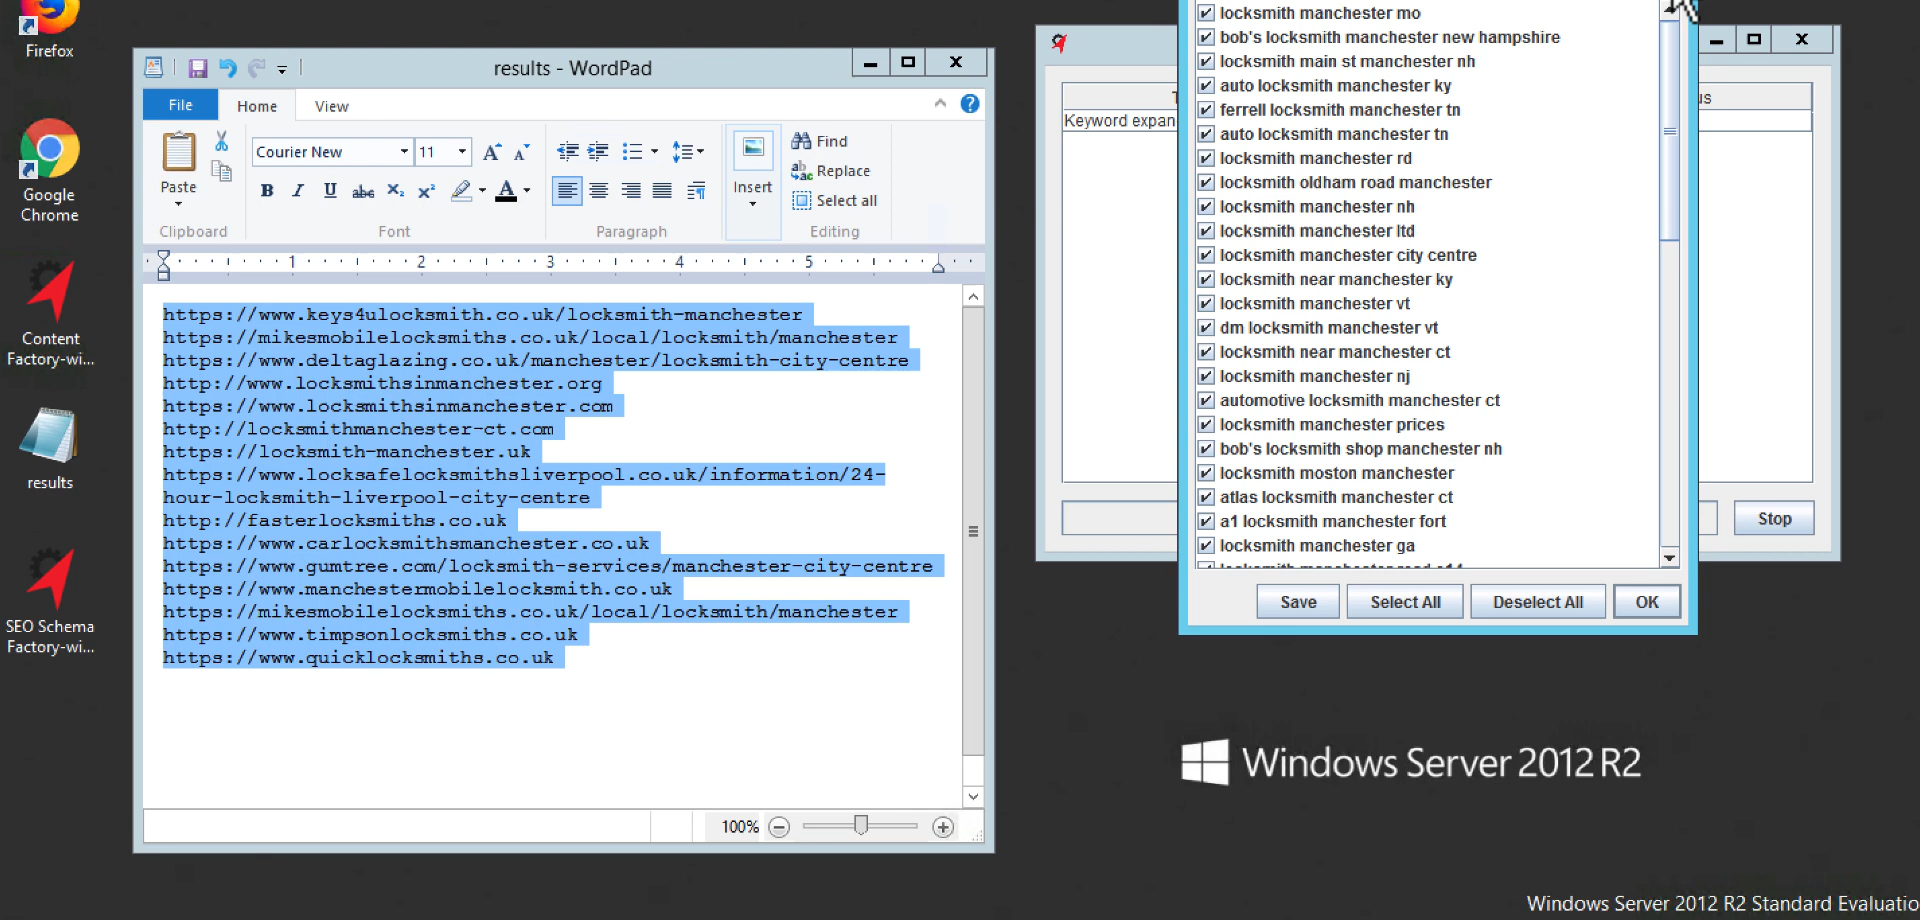 Firefox
Google
Chrome
Content
Factory-wi...
results
SEO Schema
Factory-wi...
results - WordPad
File
Home
View
Paste
Clipboard
Courier New
11
B I U abc X₂ X²
A
Font
Paragraph
Insert
Find
Replace
Select all
Editing
1 2 3 4 5
https://www.keys4ulocksmith.co.uk/locksmith-manchester
https://mikesmobilelocksmiths.co.uk/local/locksmith/manchester
https://www.deltaglazing.co.uk/manchester/locksmith-city-centre
http://www.locksmithsinmanchester.org
https://www.locksmithsinmanchester.com
http://locksmithmanchester-ct.com
https://locksmith-manchester.uk
https://www.locksafelocksmithsliverpool.co.uk/information/24-
hour-locksmith-liverpool-city-centre
http://fasterlocksmiths.co.uk
https://www.carlocksmithsmanchester.co.uk
https://www.gumtree.com/locksmith-services/manchester-city-centre
https://www.manchestermobilelocksmith.co.uk
https://mikesmobilelocksmiths.co.uk/local/locksmith/manchester
https://www.timpsonlocksmiths.co.uk
https://www.quicklocksmiths.co.uk
100%
Keyword expan
us
Stop
locksmith manchester mo
bob's locksmith manchester new hampshire
locksmith main st manchester nh
auto locksmith manchester ky
ferrell locksmith manchester tn
auto locksmith manchester tn
locksmith manchester rd
locksmith oldham road manchester
locksmith manchester nh
locksmith manchester ltd
locksmith manchester city centre
locksmith near manchester ky
locksmith manchester vt
dm locksmith manchester vt
locksmith near manchester ct
locksmith manchester nj
automotive locksmith manchester ct
locksmith manchester prices
bob's locksmith shop manchester nh
locksmith moston manchester
atlas locksmith manchester ct
a1 locksmith manchester fort
locksmith manchester ga
Save
Select All
Deselect All
OK
Windows Server 2012 R2
Windows Server 2012 R2 Standard Evaluatio